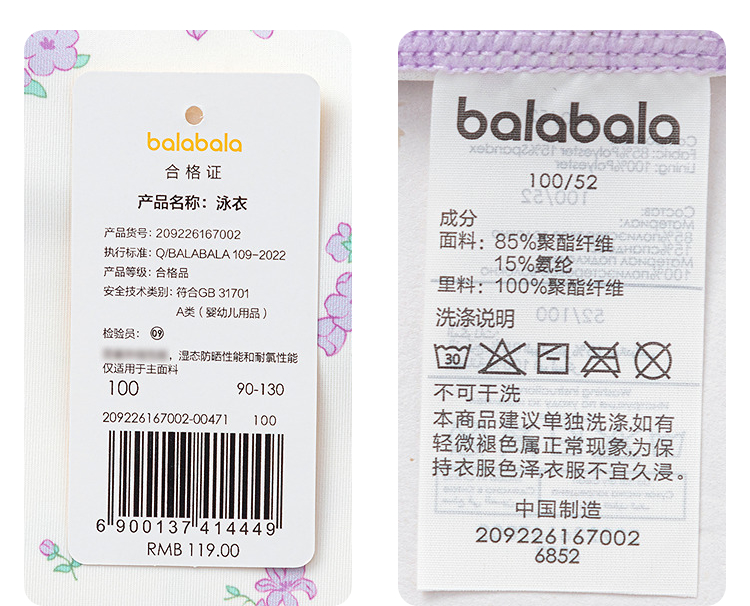 balabala
合格证
产品名称：泳衣
产品货号：209226167002
执行标准：Q/BALABALA 109-2022
产品等级：合格品
安全技术类别：符合GB 31701
A类（婴幼儿用品）
检验员：09
，湿态防晒性能和耐氯性能
仅适用于主面料
100 90-130
209226167002-00471 100
6 900137 414449
RMB 119.00
balabala
100/52
成分
面料：85%聚酯纤维
15%氨纶
里料：100%聚酯纤维
洗涤说明
30
不可干洗
本商品建议单独洗涤,如有
轻微褪色属正常现象,为保
持衣服色泽,衣服不宜久浸。
中国制造
209226167002
6852